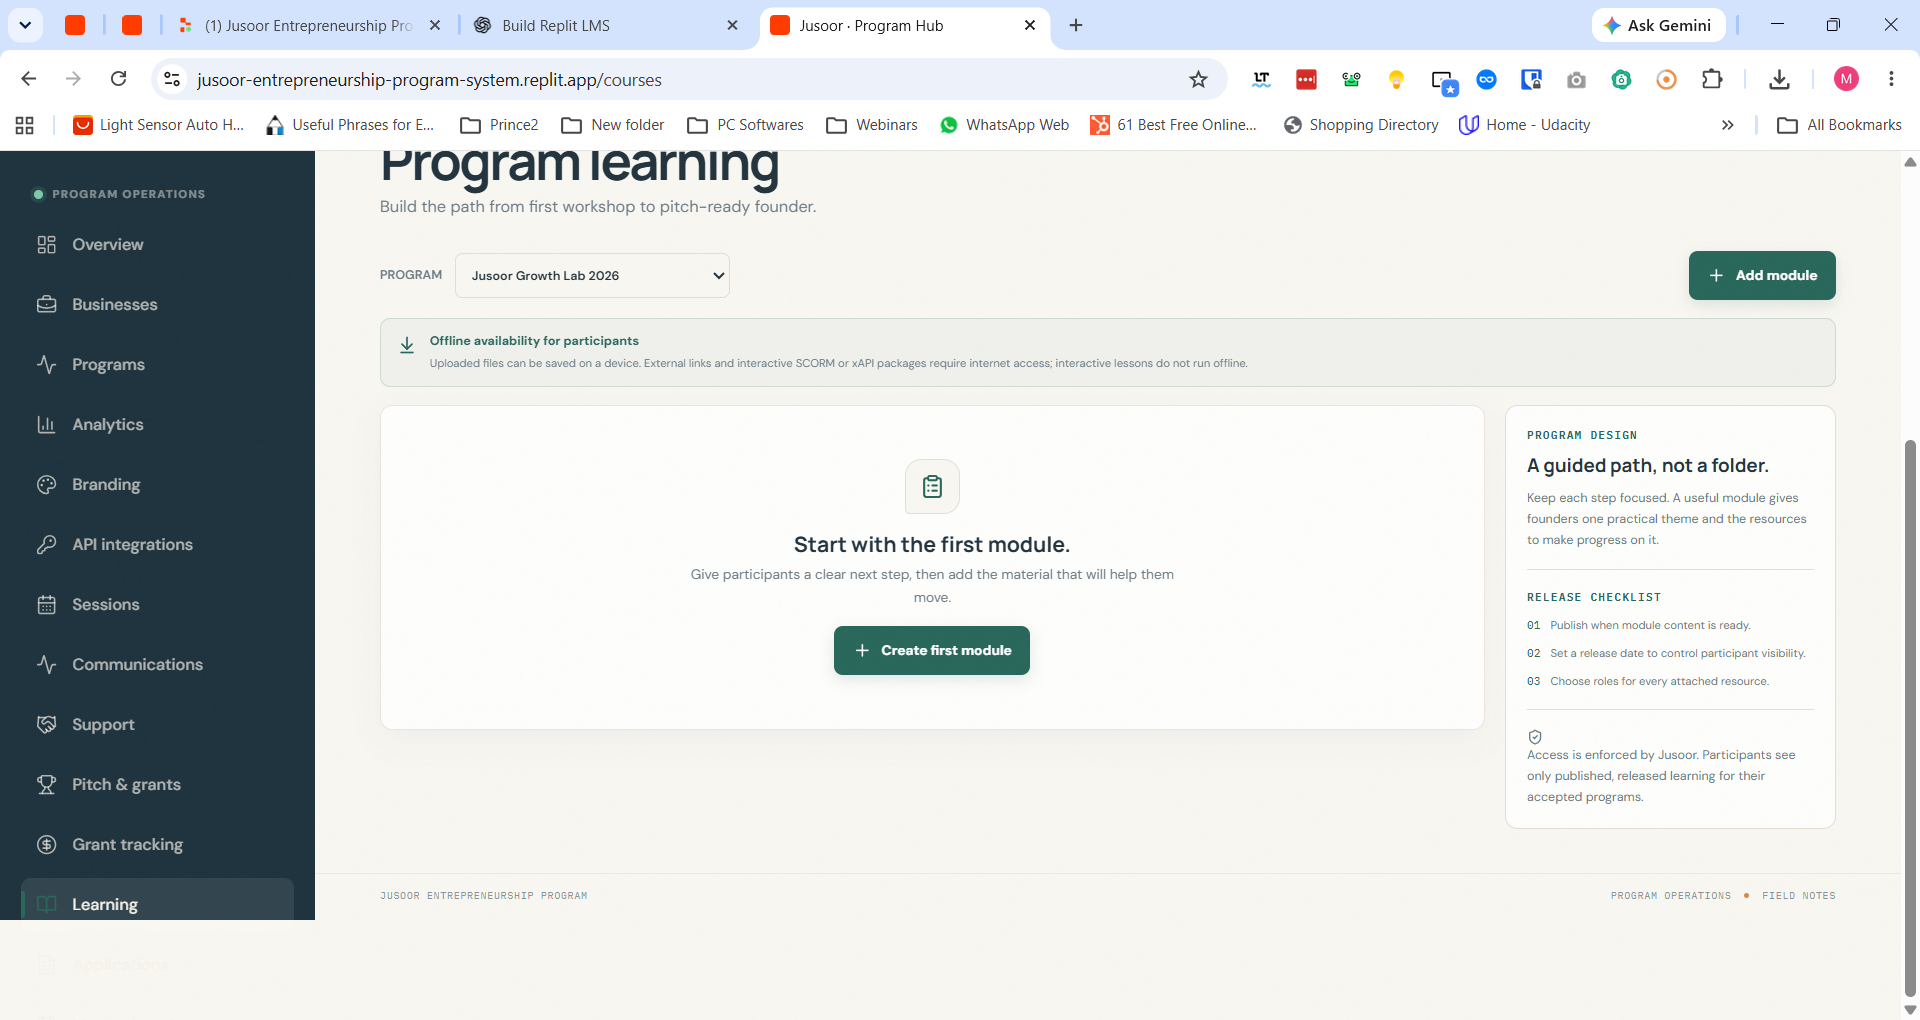 (1) Jusoor Entrepreneurship Pro
Build Replit LMS
Jusoor · Program Hub
Ask Gemini
jusoor-entrepreneurship-program-system.replit.app/courses
M
Light Sensor Auto H...
Useful Phrases for E...
Prince2
New folder
PC Softwares
Webinars
WhatsApp Web
61 Best Free Online...
Shopping Directory
Home - Udacity
All Bookmarks
PROGRAM OPERATIONS
Overview
Businesses
Programs
Analytics
Branding
API integrations
Sessions
Communications
Support
Pitch & grants
Grant tracking
Learning
Applications
Program learning
Build the path from first workshop to pitch-ready founder.
PROGRAM
Jusoor Growth Lab 2026
Add module
Offline availability for participants
Uploaded files can be saved on a device. External links and interactive SCORM or xAPI packages require internet access; interactive lessons do not run offline.
Start with the first module.
Give participants a clear next step, then add the material that will help them
move.
Create first module
PROGRAM DESIGN
A guided path, not a folder.
Keep each step focused. A useful module gives
founders one practical theme and the resources
to make progress on it.
RELEASE CHECKLIST
01 Publish when module content is ready.
02 Set a release date to control participant visibility.
03 Choose roles for every attached resource.
Access is enforced by Jusoor. Participants see
only published, released learning for their
accepted programs.
JUSOOR ENTREPRENEURSHIP PROGRAM
PROGRAM OPERATIONS • FIELD NOTES